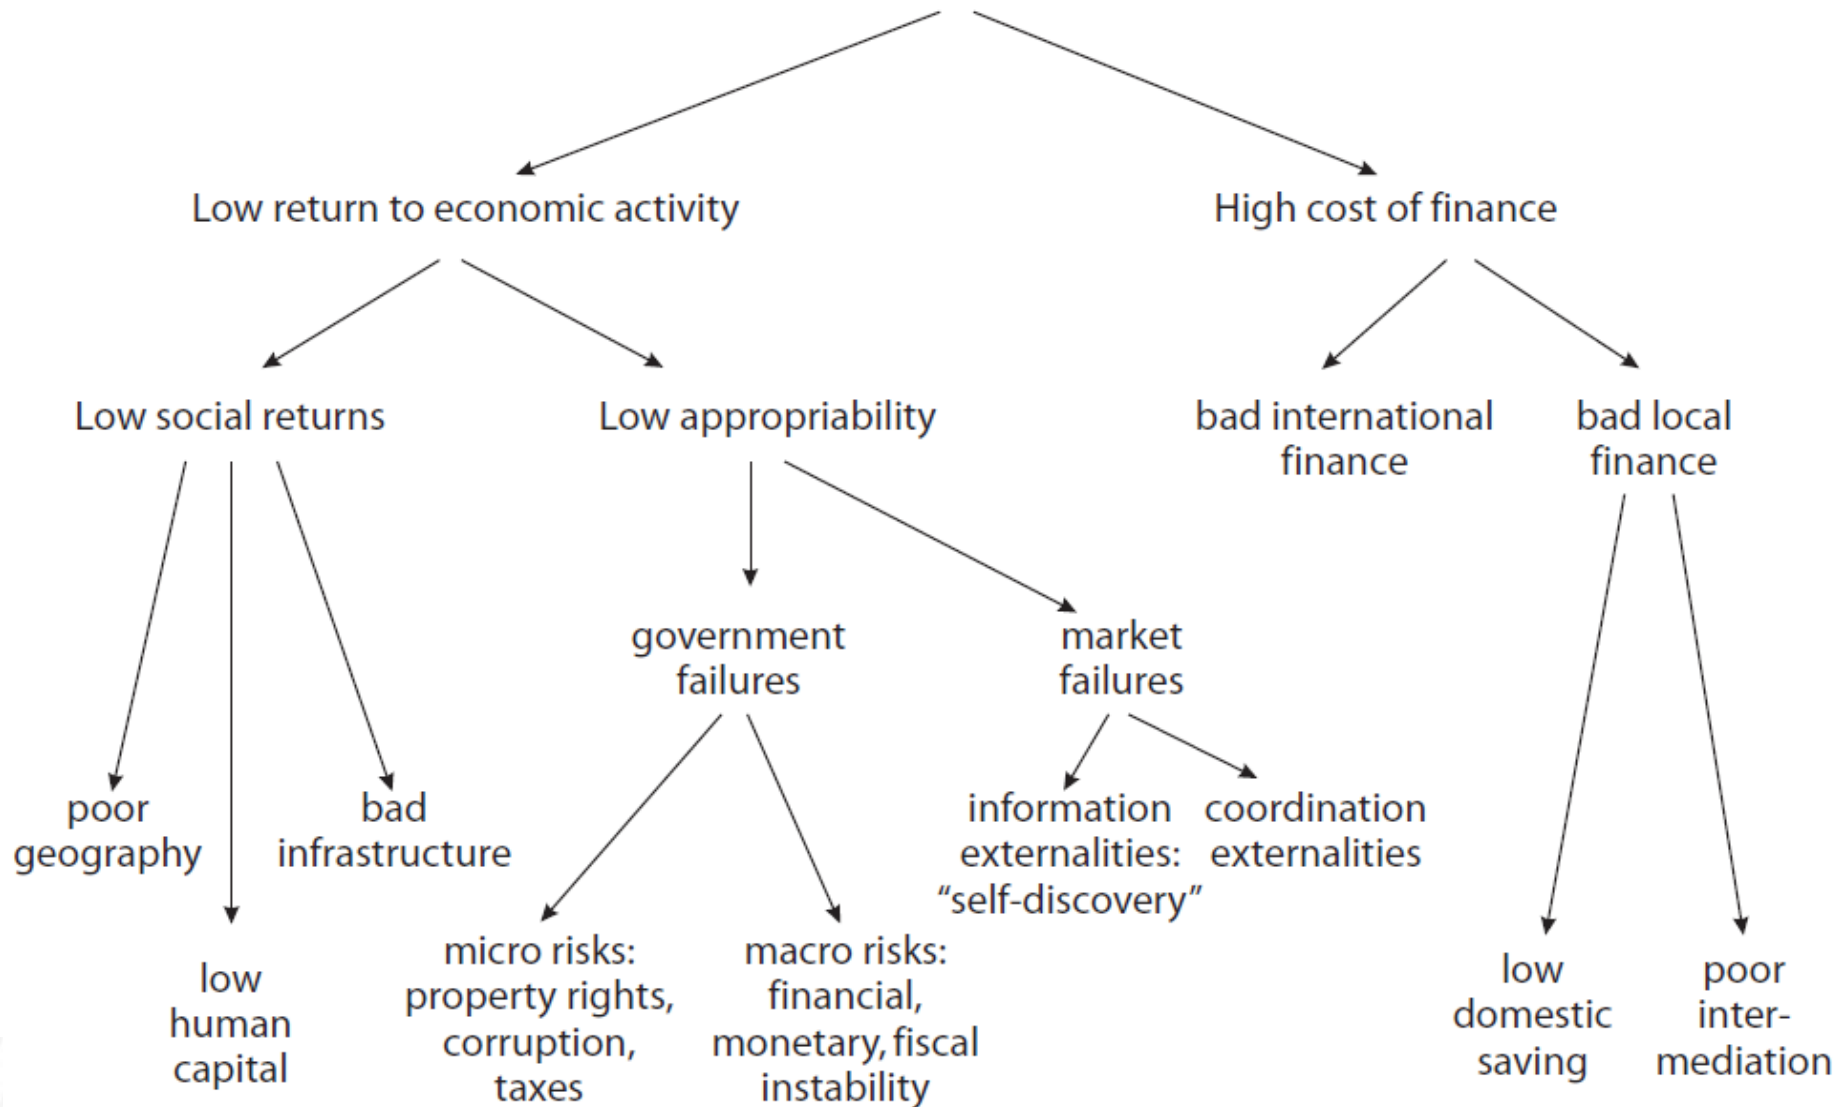 Low return to economic activity
High cost of finance
Low social returns
Low appropriability
bad international
finance
bad local
finance
government
failures
market
failures
poor
geography
bad
infrastructure
information
externalities:
“self-discovery”
coordination
externalities
low
human
capital
micro risks:
property rights,
corruption,
taxes
macro risks:
financial,
monetary, fiscal
instability
low
domestic
saving
poor
inter-
mediation